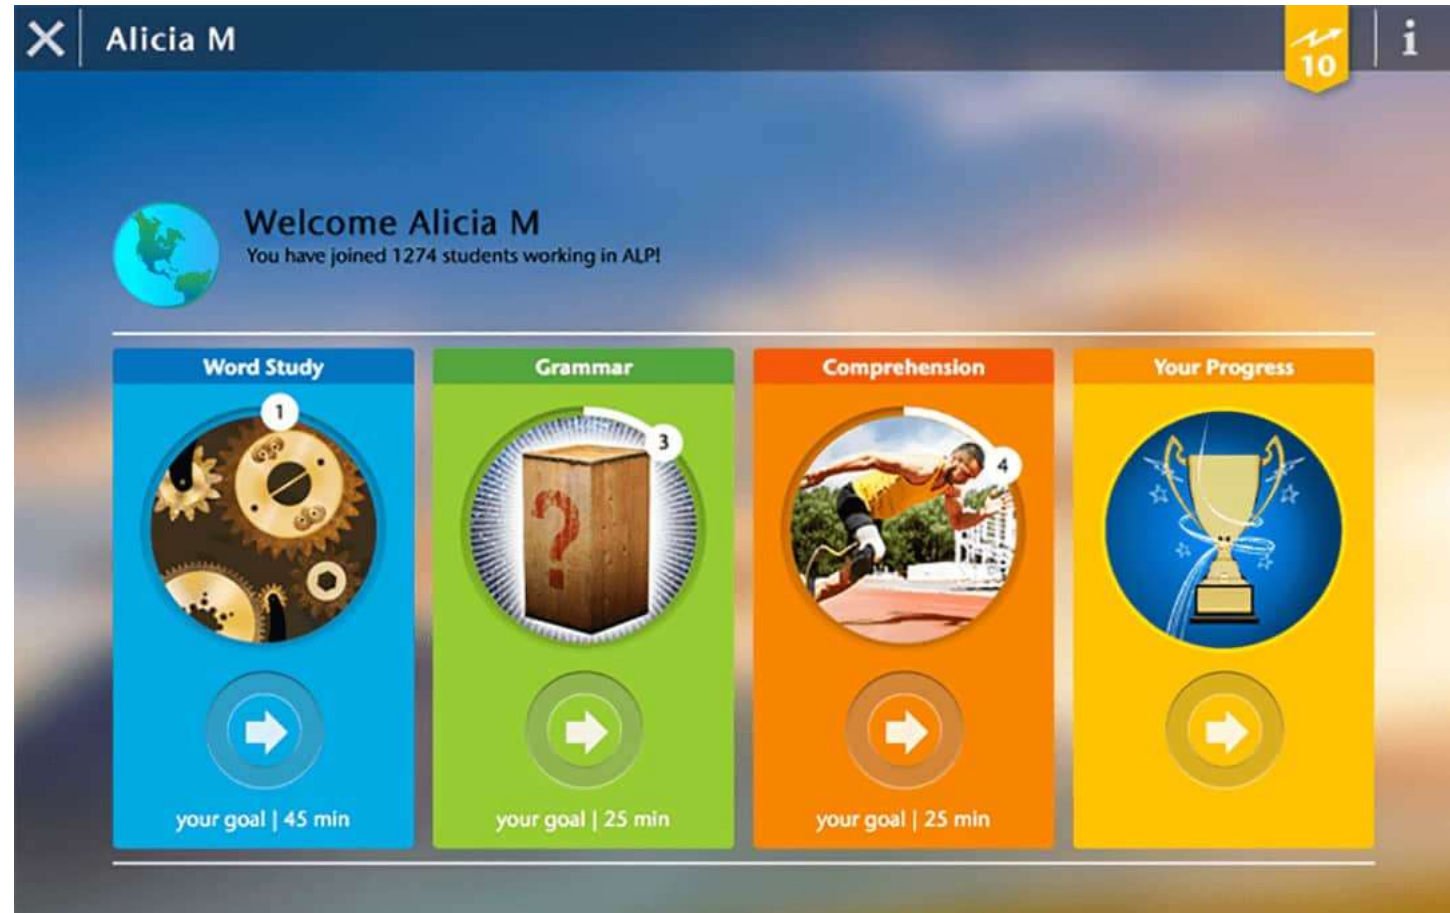 Alicia M
10
i
Welcome Alicia M
You have joined 1274 students working in ALP!
Word Study
Grammar
Comprehension
Your Progress
1
3
4
?
your goal | 45 min
your goal | 25 min
your goal | 25 min